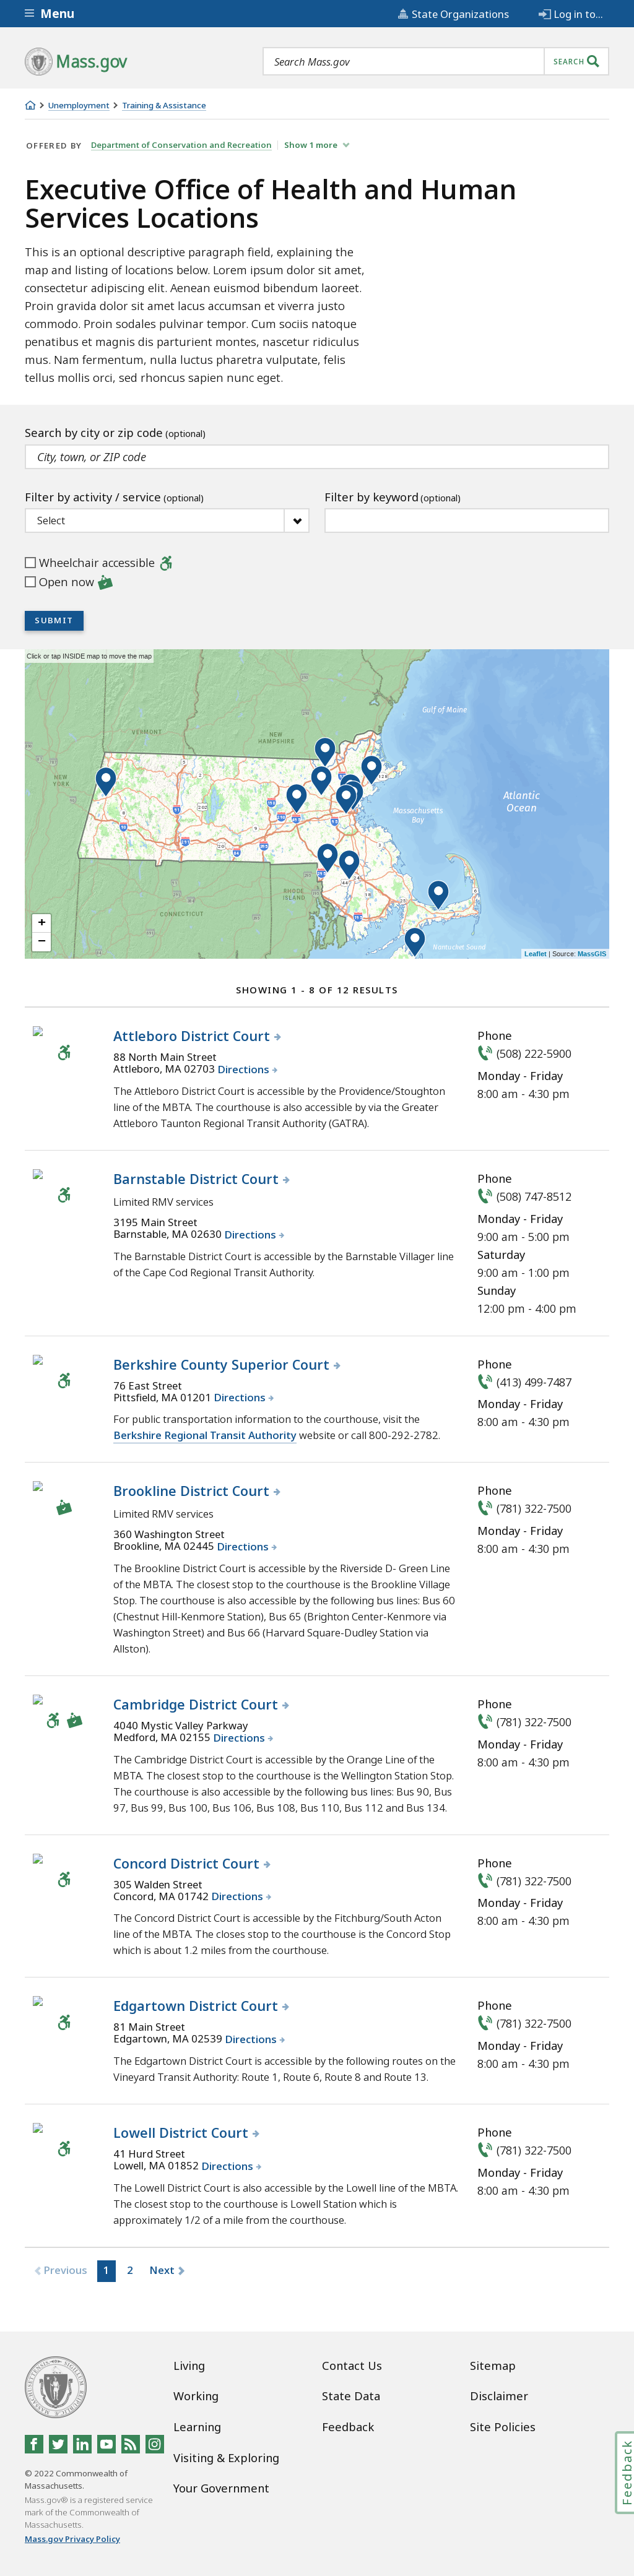 Menu
State Organizations
Log in to...
Mass.gov
Search Mass.gov
SEARCH
Unemployment
Training & Assistance
OFFERED BY
Department of Conservation and Recreation
Show 1 more
Executive Office of Health and Human
Services Locations
This is an optional descriptive paragraph field, explaining the
map and listing of locations below. Lorem ipsum dolor sit amet,
consectetur adipiscing elit. Aenean euismod bibendum laoreet.
Proin gravida dolor sit amet lacus accumsan et viverra justo
commodo. Proin sodales pulvinar tempor. Cum sociis natoque
penatibus et magnis dis parturient montes, nascetur ridiculus
mus. Nam fermentum, nulla luctus pharetra vulputate, felis
tellus mollis orci, sed rhoncus sapien nunc eget.
Search by city or zip code (optional)
City, town, or ZIP code
Filter by activity / service (optional)
Filter by keyword (optional)
Select
Wheelchair accessible
Open now
SUBMIT
Click or tap INSIDE map to move the map
Gulf of Maine
VERMONT
NEW
HAMPSHIRE
NEW
YORK
Atlantic
Ocean
Massachusetts
Bay
RHODE
ISLAND
CONNECTICUT
Nantucket Sound
+
−
Leaflet | Source: MassGIS
SHOWING 1 - 8 OF 12 RESULTS
Attleboro District Court
88 North Main Street
Attleboro, MA 02703 Directions
The Attleboro District Court is accessible by the Providence/Stoughton
line of the MBTA. The courthouse is also accessible by via the Greater
Attleboro Taunton Regional Transit Authority (GATRA).
Phone
(508) 222-5900
Monday - Friday
8:00 am - 4:30 pm
Barnstable District Court
Limited RMV services
3195 Main Street
Barnstable, MA 02630 Directions
The Barnstable District Court is accessible by the Barnstable Villager line
of the Cape Cod Regional Transit Authority.
Phone
(508) 747-8512
Monday - Friday
9:00 am - 5:00 pm
Saturday
9:00 am - 1:00 pm
Sunday
12:00 pm - 4:00 pm
Berkshire County Superior Court
76 East Street
Pittsfield, MA 01201 Directions
For public transportation information to the courthouse, visit the
Berkshire Regional Transit Authority website or call 800-292-2782.
Phone
(413) 499-7487
Monday - Friday
8:00 am - 4:30 pm
Brookline District Court
Limited RMV services
360 Washington Street
Brookline, MA 02445 Directions
The Brookline District Court is accessible by the Riverside D- Green Line
of the MBTA. The closest stop to the courthouse is the Brookline Village
Stop. The courthouse is also accessible by the following bus lines: Bus 60
(Chestnut Hill-Kenmore Station), Bus 65 (Brighton Center-Kenmore via
Washington Street) and Bus 66 (Harvard Square-Dudley Station via
Allston).
Phone
(781) 322-7500
Monday - Friday
8:00 am - 4:30 pm
Cambridge District Court
4040 Mystic Valley Parkway
Medford, MA 02155 Directions
The Cambridge District Court is accessible by the Orange Line of the
MBTA. The closest stop to the courthouse is the Wellington Station Stop.
The courthouse is also accessible by the following bus lines: Bus 90, Bus
97, Bus 99, Bus 100, Bus 106, Bus 108, Bus 110, Bus 112 and Bus 134.
Phone
(781) 322-7500
Monday - Friday
8:00 am - 4:30 pm
Concord District Court
305 Walden Street
Concord, MA 01742 Directions
The Concord District Court is accessible by the Fitchburg/South Acton
line of the MBTA. The closes stop to the courthouse is the Concord Stop
which is about 1.2 miles from the courthouse.
Phone
(781) 322-7500
Monday - Friday
8:00 am - 4:30 pm
Edgartown District Court
81 Main Street
Edgartown, MA 02539 Directions
The Edgartown District Court is accessible by the following routes on the
Vineyard Transit Authority: Route 1, Route 6, Route 8 and Route 13.
Phone
(781) 322-7500
Monday - Friday
8:00 am - 4:30 pm
Lowell District Court
41 Hurd Street
Lowell, MA 01852 Directions
The Lowell District Court is also accessible by the Lowell line of the MBTA.
The closest stop to the courthouse is Lowell Station which is
approximately 1/2 of a mile from the courthouse.
Phone
(781) 322-7500
Monday - Friday
8:00 am - 4:30 pm
Previous 1 2 Next
Living
Working
Learning
Visiting & Exploring
Your Government
Contact Us
State Data
Feedback
Sitemap
Disclaimer
Site Policies
© 2022 Commonwealth of
Massachusetts.
Mass.gov® is a registered service
mark of the Commonwealth of
Massachusetts.
Mass.gov Privacy Policy
Feedback